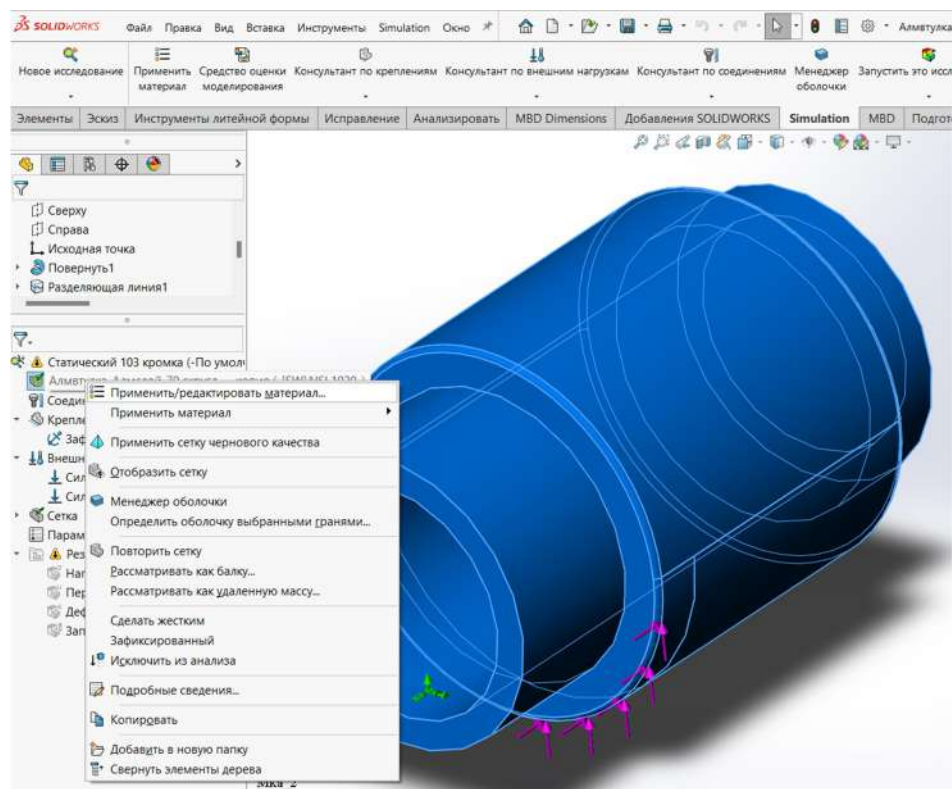 SOLIDWORKS Файл Правка Вид Вставка Инструменты Simulation Окно Алмвтулка
Новое исследование Применить материал Средство оценки моделирования Консультант по креплениям Консультант по внешним нагрузкам Консультант по соединениям Менеджер оболочки Запустить это иссл
Элементы Эскиз Инструменты литейной формы Исправление Анализировать MBD Dimensions Добавления SOLIDWORKS Simulation MBD Подгот
Сверху
Справа
Исходная точка
Повернуть1
Разделяющая линия1
Статический 103 кромка (-По умол
Соеди
Крепле
Заф
Внешн
Сил
Сил
Сетка
Парам
Рез
Наг
Пер
Деф
Зап
Применить/редактировать материал...
Применить материал
Применить сетку чернового качества
Отобразить сетку
Менеджер оболочки
Определить оболочку выбранными гранями...
Повторить сетку
Рассматривать как балку...
Рассматривать как удаленную массу...
Сделать жестким
Зафиксированный
Исключить из анализа
Подробные сведения...
Копировать
Добавить в новую папку
Свернуть элементы дерева